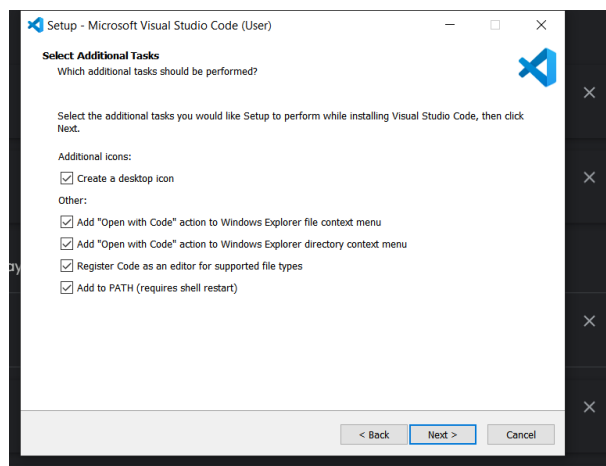 Setup - Microsoft Visual Studio Code (User)
Select Additional Tasks
Which additional tasks should be performed?
Select the additional tasks you would like Setup to perform while installing Visual Studio Code, then click
Next.
Additional icons:
Create a desktop icon
Other:
Add "Open with Code" action to Windows Explorer file context menu
Add "Open with Code" action to Windows Explorer directory context menu
ay
Register Code as an editor for supported file types
Add to PATH (requires shell restart)
< Back
Next >
Cancel